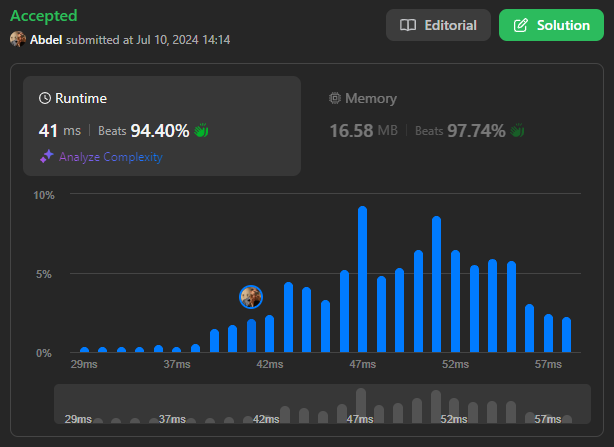 Accepted
Abdel submitted at Jul 10, 2024 14:14
Editorial
Solution
Runtime
41 ms | Beats 94.40%
Analyze Complexity
Memory
16.58 MB | Beats 97.74%
10%
5%
0%
29ms 37ms 42ms 47ms 52ms 57ms
29ms 37ms 42ms 47ms 52ms 57ms